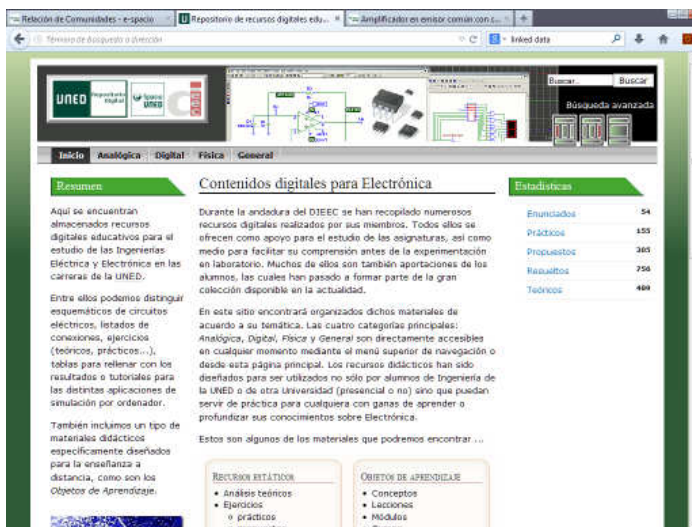 Relación de Comunidades - e-spacio
Repositorio de recursos digitales edu...
Amplificador en emisor común con c...
Término de búsqueda o dirección
linked data
UNED
Repositorio
Digital
Space
UNED
Buscar...
Buscar
Búsqueda avanzada
Inicio Analógica Digital Física General
Resumen
Aquí se encuentran
almacenados recursos
digitales educativos para el
estudio de las Ingenierías
Eléctrica y Electrónica en las
carreras de la UNED.
Entre ellos podemos distinguir
esquemáticos de circuitos
eléctricos, listados de
conexiones, ejercicios
(teóricos, prácticos...),
tablas para rellenar con los
resultados o tutoriales para
las distintas aplicaciones de
simulación por ordenador.
También incluimos un tipo de
materiales didácticos
específicamente diseñados
para la enseñanza a
distancia, como son los
Objetos de Aprendizaje.
Contenidos digitales para Electrónica
Durante la andadura del DIEEC se han recopilado numerosos
recursos digitales realizados por sus miembros. Todos ellos se
ofrecen como apoyo para el estudio de las asignaturas, así como
medio para facilitar su comprensión antes de la experimentación
en laboratorio. Muchos de ellos son también aportaciones de los
alumnos, las cuales han pasado a formar parte de la gran
colección disponible en la actualidad.
En este sitio encontrará organizados dichos materiales de
acuerdo a su temática. Las cuatro categorías principales:
Analógica, Digital, Física y General son directamente accesibles
en cualquier momento mediante el menú superior de navegación o
desde esta página principal. Los recursos didácticos han sido
diseñados para ser utilizados no sólo por alumnos de Ingeniería de
la UNED o de otra Universidad (presencial o no) sino que puedan
servir de práctica para cualquiera con ganas de aprender o
profundizar sus conocimientos sobre Electrónica.
Estos son algunos de los materiales que podremos encontrar ...
Recursos estáticos
• Análisis teóricos
• Ejercicios
o prácticos
Objetos de aprendizaje
• Conceptos
• Lecciones
• Módulos
Estadísticas
Enunciados 54
Prácticos 155
Propuestos 305
Resueltos 756
Teóricos